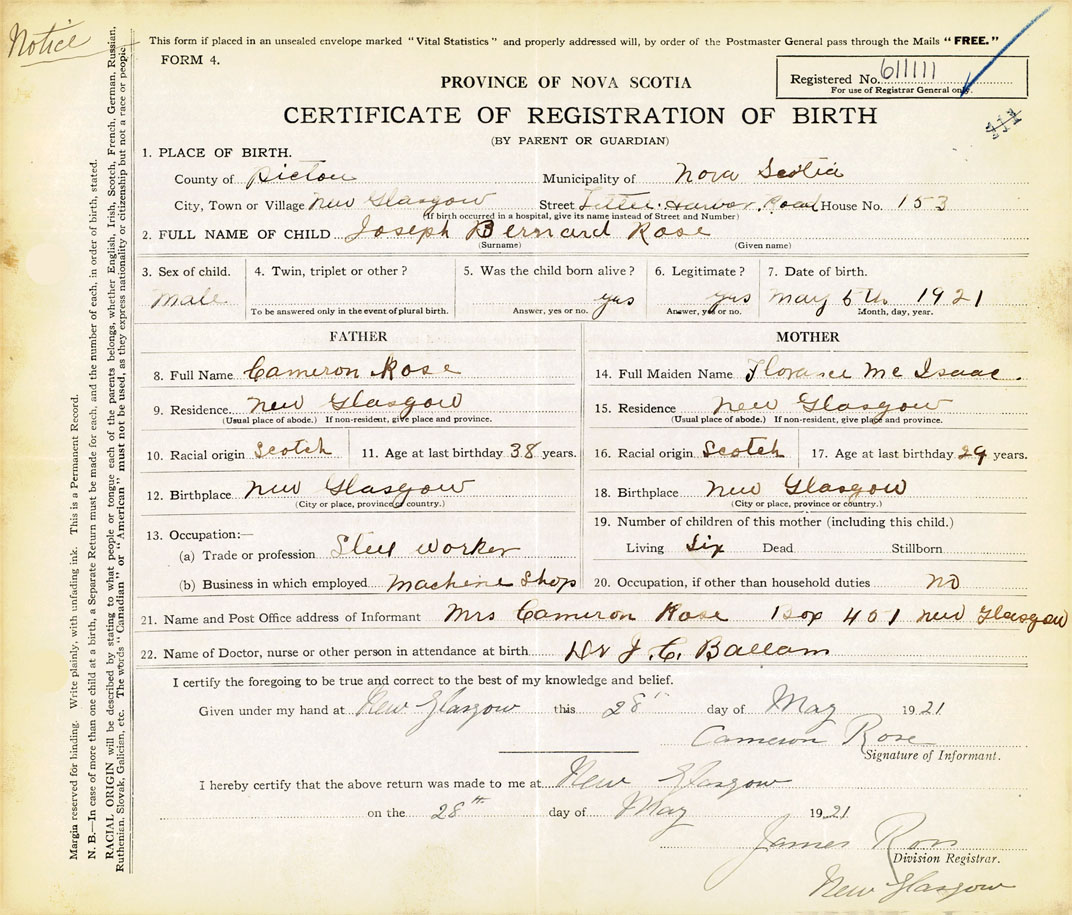 Notice
This form if placed in an unsealed envelope marked "Vital Statistics" and properly addressed will, by order of the Postmaster General pass through the Mails "FREE."
FORM 4.
Registered No. 611111
For use of Registrar General only.
PROVINCE OF NOVA SCOTIA
CERTIFICATE OF REGISTRATION OF BIRTH
(BY PARENT OR GUARDIAN)
1. PLACE OF BIRTH.
County of Pictou Municipality of Nova Scotia
City, Town or Village New Glasgow Street Harbor Road House No. 153
(If birth occurred in a hospital, give its name instead of Street and Number)
2. FULL NAME OF CHILD Joseph Bernard Rose
(Surname) (Given name)
3. Sex of child. 4. Twin, triplet or other? 5. Was the child born alive? 6. Legitimate? 7. Date of birth.
Male yes yes May 5th 1921
To be answered only in the event of plural birth. Answer, yes or no. Answer, yes or no. Month, day, year.
FATHER
8. Full Name Cameron Rose
9. Residence New Glasgow
(Usual place of abode.) If non-resident, give place and province.
10. Racial origin Scotch 11. Age at last birthday 38 years.
12. Birthplace New Glasgow
(City or place, province or country.)
13. Occupation:—
(a) Trade or profession Steel worker
(b) Business in which employed machine Shop
MOTHER
14. Full Maiden Name Florance Mc Isaac
15. Residence New Glasgow
(Usual place of abode.) If non-resident, give place and province.
16. Racial origin Scotch 17. Age at last birthday 29 years.
18. Birthplace New Glasgow
(City or place, province or country.)
19. Number of children of this mother (including this child.)
Living Six Dead Stillborn
20. Occupation, if other than household duties no
21. Name and Post Office address of Informant Mrs Cameron Rose Box 401 New Glasgow
22. Name of Doctor, nurse or other person in attendance at birth Dr J. C. Ballam
I certify the foregoing to be true and correct to the best of my knowledge and belief.
Given under my hand at New Glasgow this 28th day of May 1921
Cameron Rose
Signature of Informant.
I hereby certify that the above return was made to me at New Glasgow
on the 28th day of May 1921
James Ross
Division Registrar.
New Glasgow
Margin reserved for binding. Write plainly, with unfading ink. This is a Permanent Record.
N. B.—In case of more than one child at a birth, a Separate Return must be made for each, and the number of each, in order of birth, stated.
RACIAL ORIGIN will be described by stating to what people or tongue each of the parents belongs, whether English, Irish, Scotch, French, German, Russian,
Ruthenian, Slovak, Galician, etc. The words "Canadian" or "American" must not be used, as they express nationality or citizenship but not a race or people.